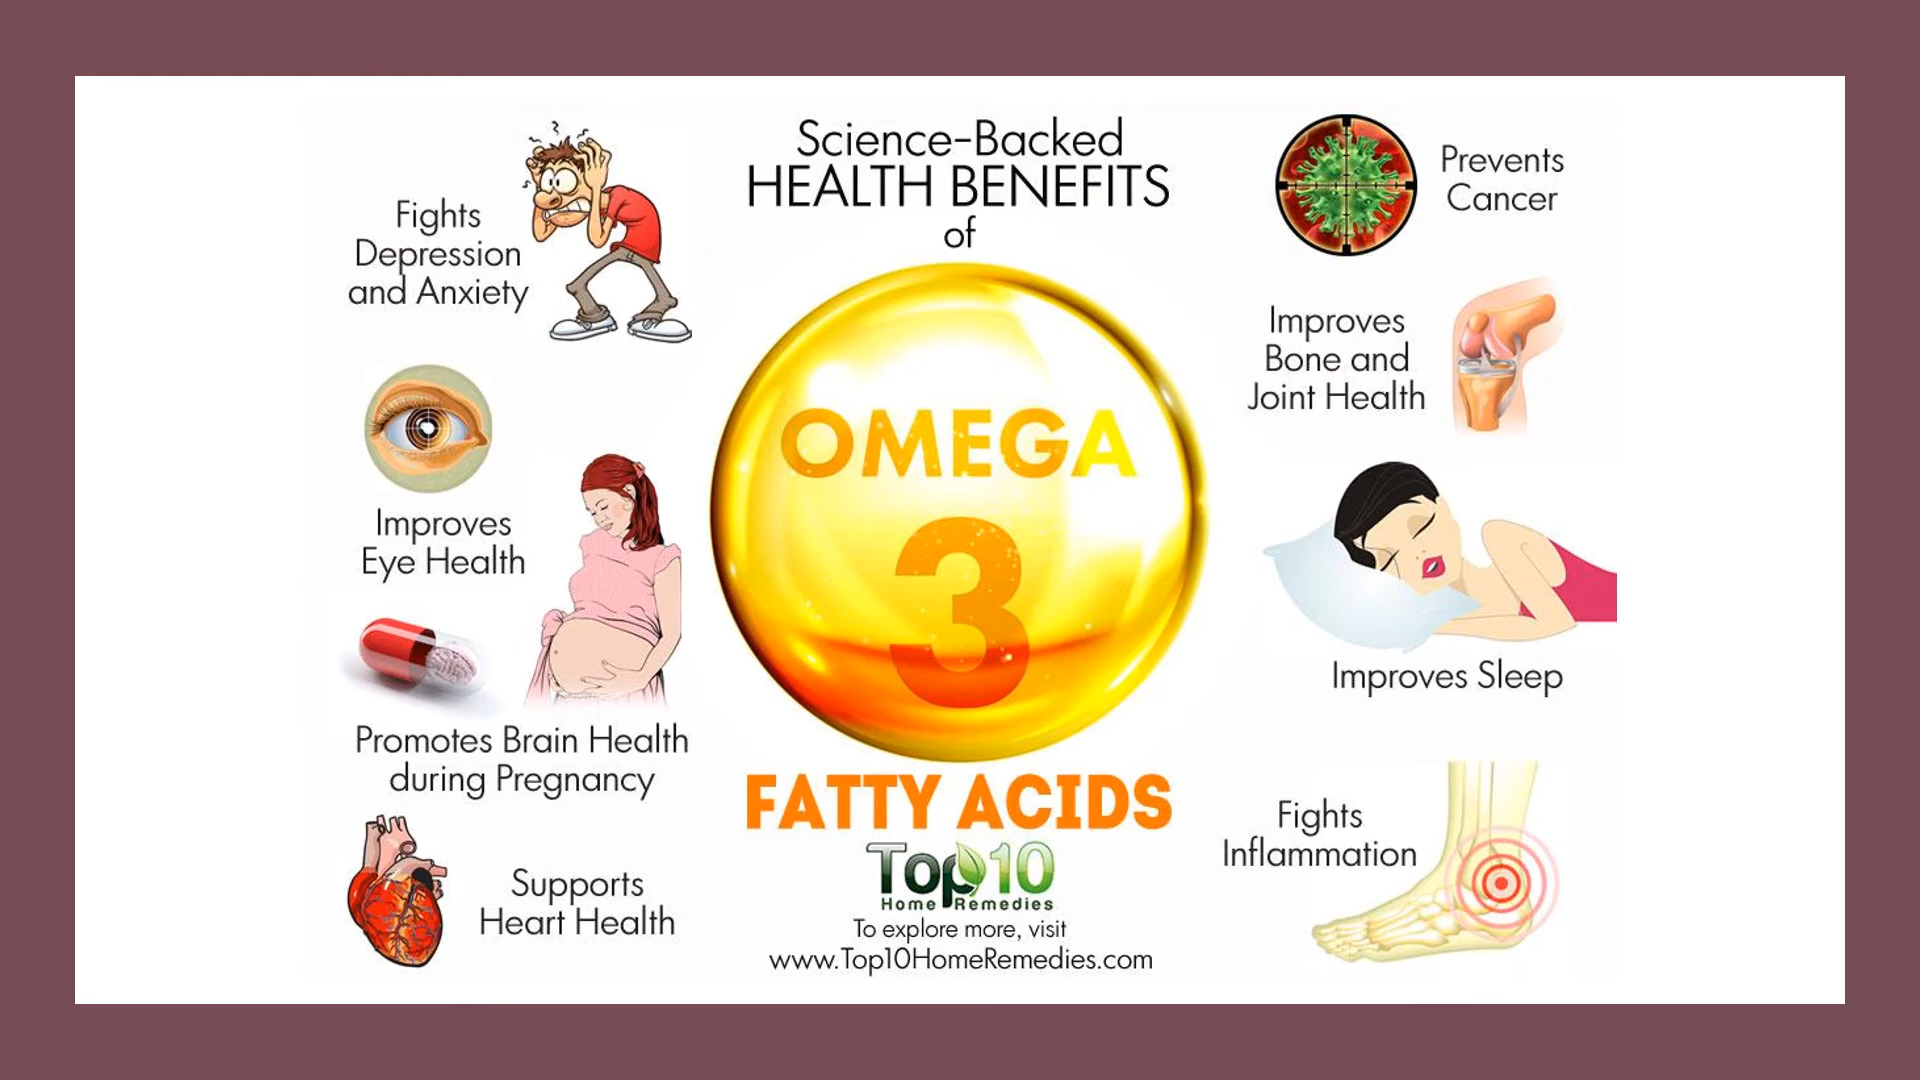 Science-Backed
HEALTH BENEFITS
of
OMEGA
3
FATTY ACIDS
Fights
Depression
and Anxiety
Improves
Eye Health
Promotes Brain Health
during Pregnancy
Supports
Heart Health
Prevents
Cancer
Improves
Bone and
Joint Health
Improves Sleep
Fights
Inflammation
Top10
Home Remedies
To explore more, visit
www.Top10HomeRemedies.com